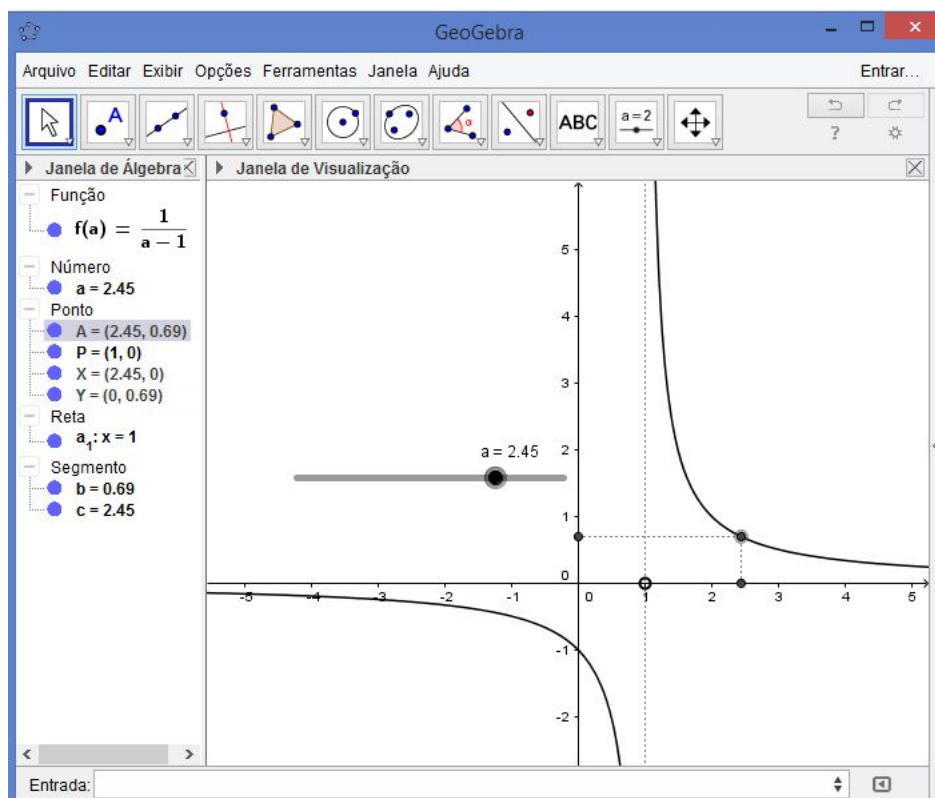 GeoGebra
Arquivo Editar Exibir Opções Ferramentas Janela Ajuda Entrar...
A α ABC a=2 ?
Janela de Álgebra Janela de Visualização
Função
f(a) = 1/(a − 1)
Número
a = 2.45
Ponto
A = (2.45, 0.69)
P = (1, 0)
X = (2.45, 0)
Y = (0, 0.69)
Reta
a₁: x = 1
Segmento
b = 0.69
c = 2.45
5
4
3
a = 2.45 2
1
0
-5 -4 -3 -2 -1 0 1 2 3 4 5
-1
-2
Entrada: